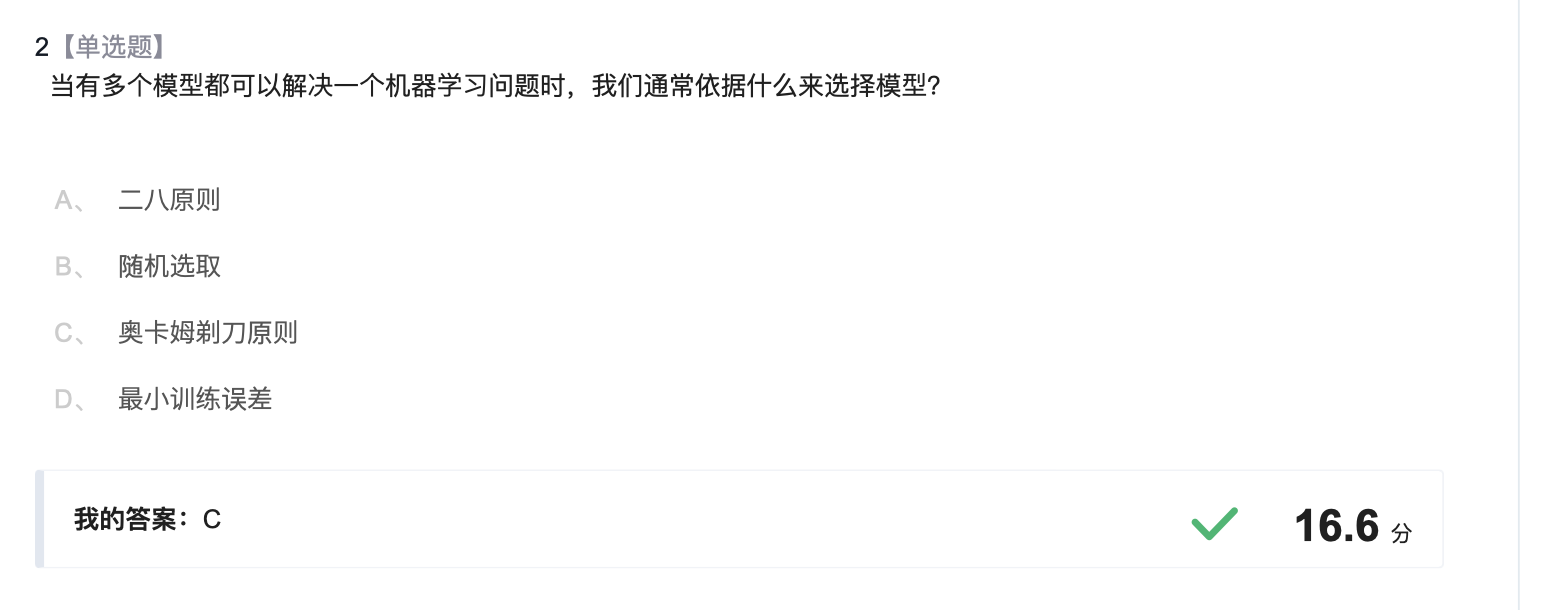 2【单选题】
当有多个模型都可以解决一个机器学习问题时，我们通常依据什么来选择模型?
A、 二八原则
B、 随机选取
C、 奥卡姆剃刀原则
D、 最小训练误差
我的答案：C 16.6 分